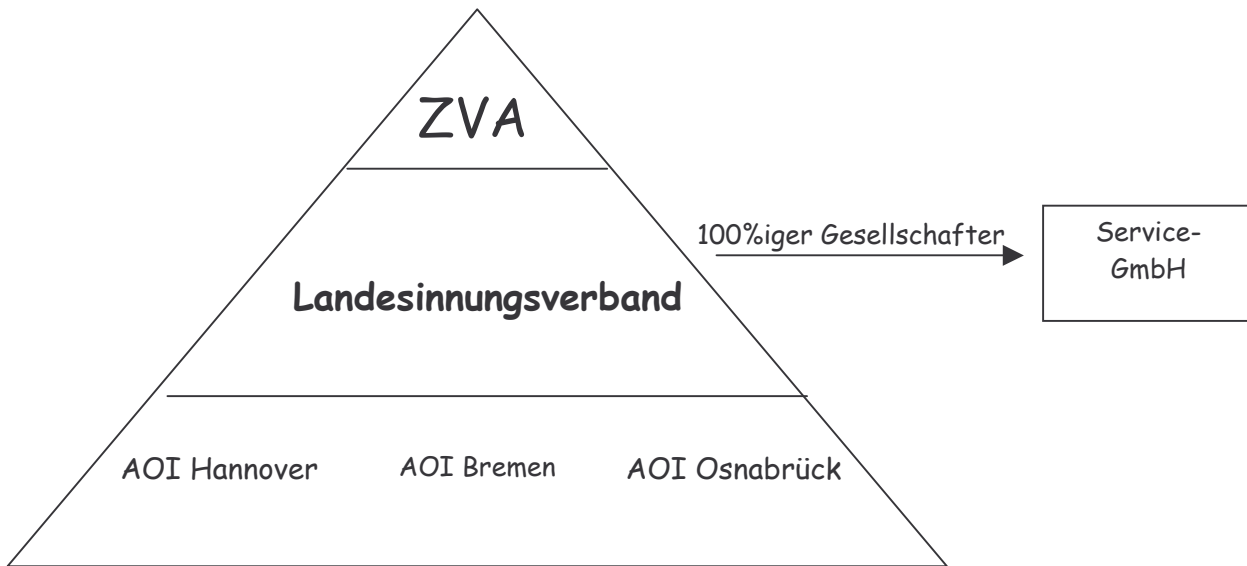 ZVA
100%iger Gesellschafter
Service-
GmbH
Landesinnungsverband
AOI Hannover
AOI Bremen
AOI Osnabrück